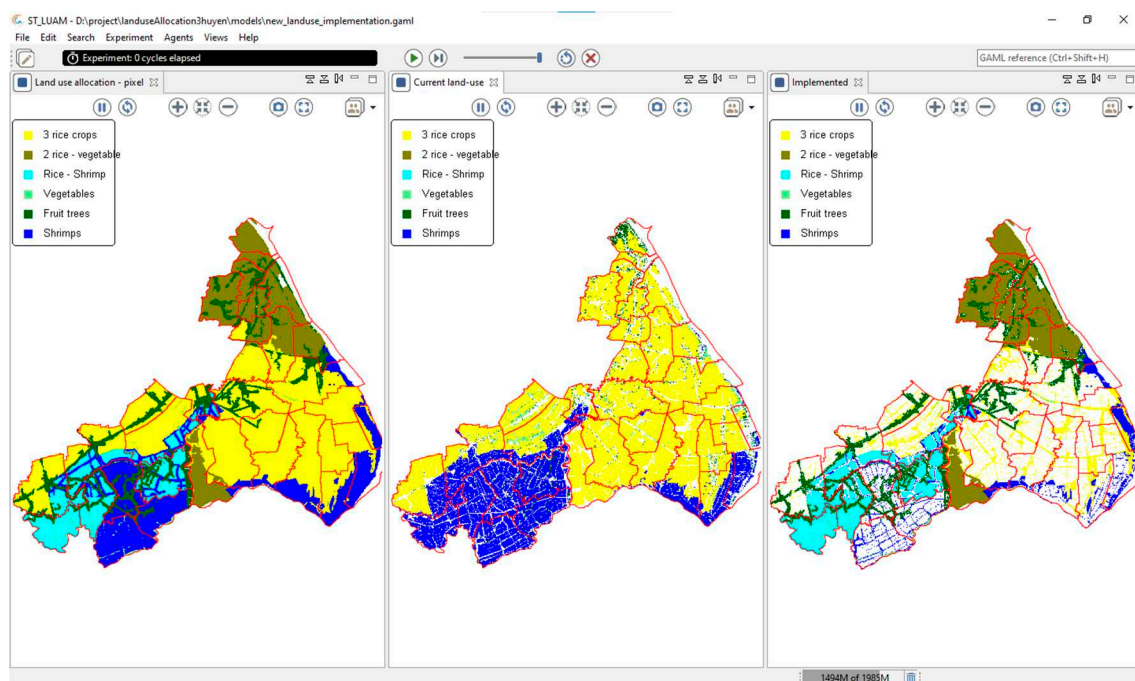 ST_LUAM - D:\project\landuseAllocation3huyen\models\new_landuse_implementation.gaml
File Edit Search Experiment Agents Views Help
Experiment: 0 cycles elapsed
GAML reference (Ctrl+Shift+H)
Land use allocation - pixel
3 rice crops
2 rice - vegetable
Rice - Shrimp
Vegetables
Fruit trees
Shrimps
Current land-use
3 rice crops
2 rice - vegetable
Rice - Shrimp
Vegetables
Fruit trees
Shrimps
Implemented
3 rice crops
2 rice - vegetable
Rice - Shrimp
Vegetables
Fruit trees
Shrimps
1494M of 1985M